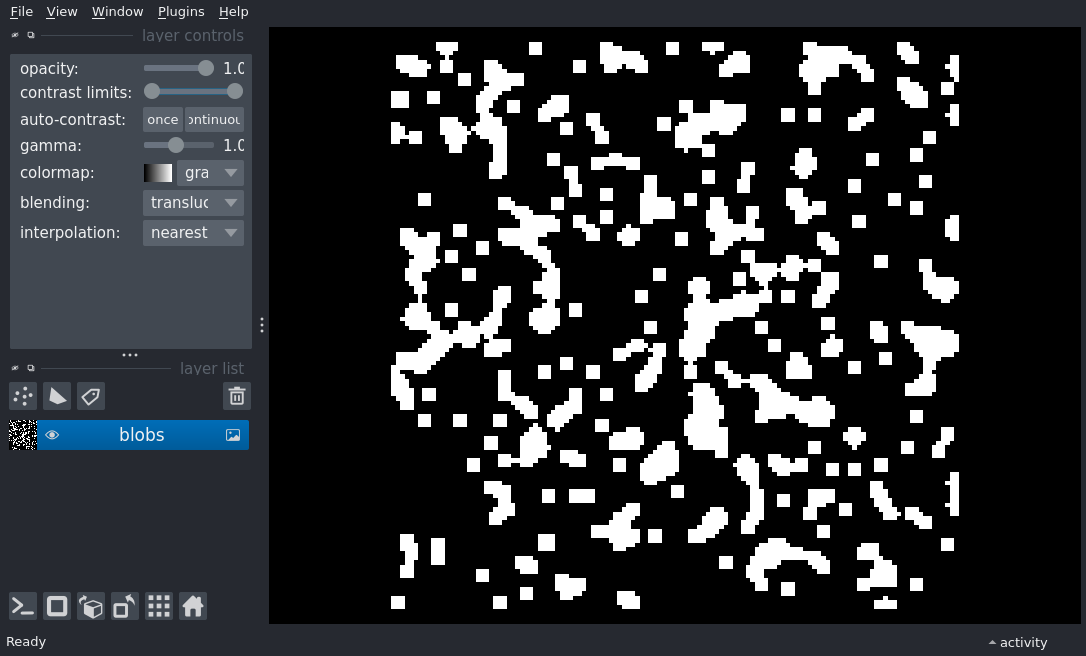 File View Window Plugins Help
layer controls
opacity: 1.0
contrast limits:
auto-contrast: once ontinuou
gamma: 1.0
colormap: gra
blending: transluc
interpolation: nearest
layer list
blobs
Ready
activity